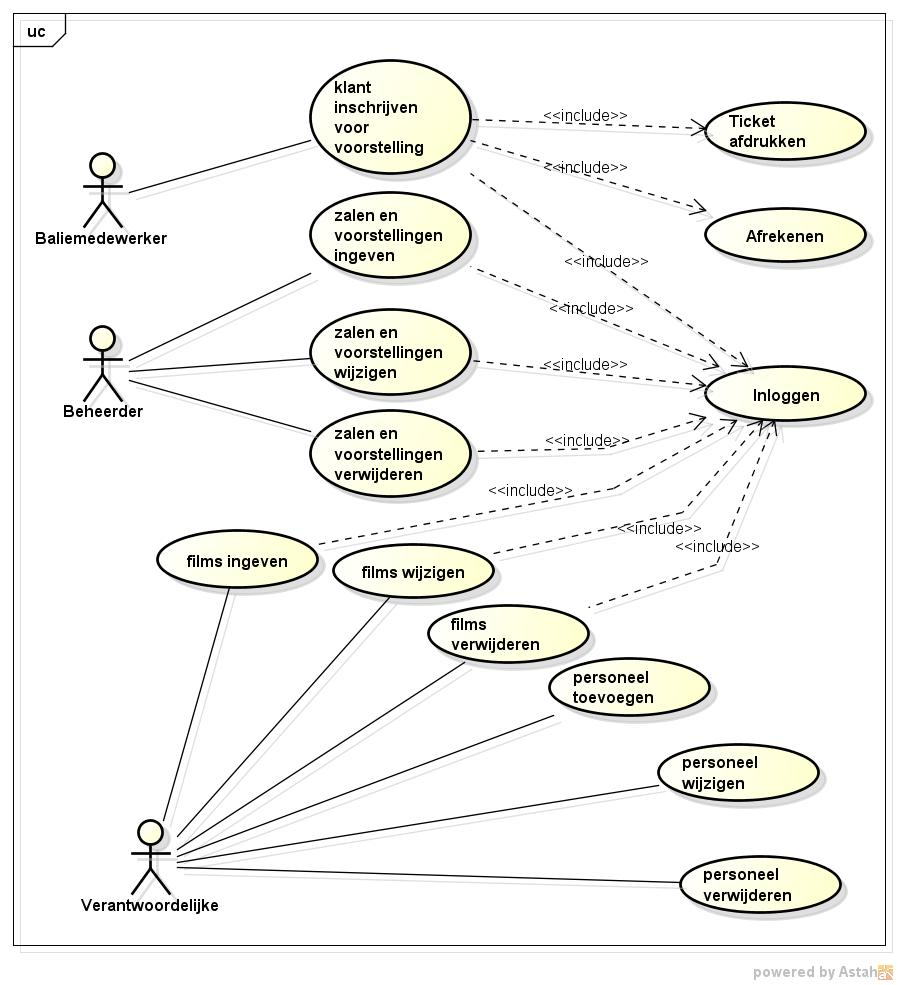 uc
klant
inschrijven
voor
voorstelling
<<include>>
Ticket
afdrukken
<<include>>
Baliemedewerker
zalen en
voorstellingen
ingeven
Afrekenen
<<include>>
<<include>>
zalen en
voorstellingen
wijzigen
<<include>>
Beheerder
Inloggen
zalen en
voorstellingen
verwijderen
<<include>>
<<include>>
<<include>>
<<include>>
films ingeven
films wijzigen
films
verwijderen
personeel
toevoegen
personeel
wijzigen
personeel
verwijderen
Verantwoordelijke
powered by Astah